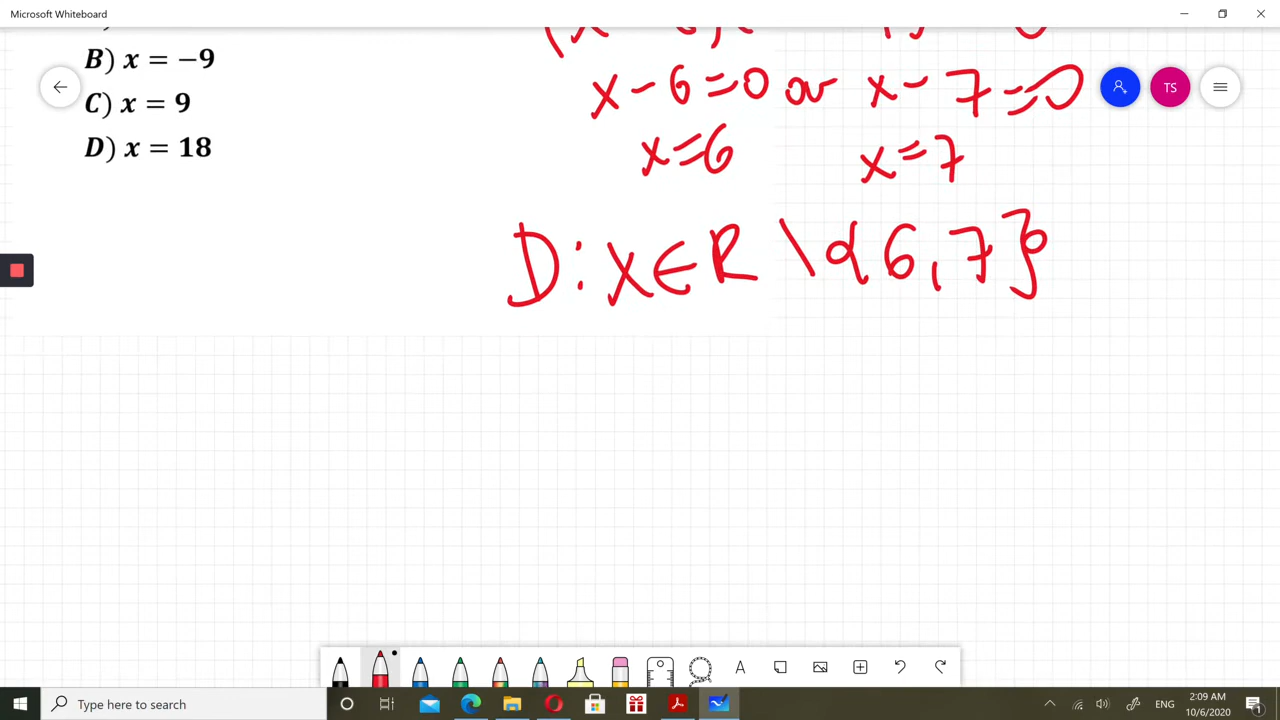 Microsoft Whiteboard
B) x = −9
C) x = 9
D) x = 18
x − 6 = 0 or x − 7 = 0
x = 6 x = 7
D: x ∈ R \ {6, 7}
TS
A
Type here to search
ENG
2:09 AM
10/6/2020
1